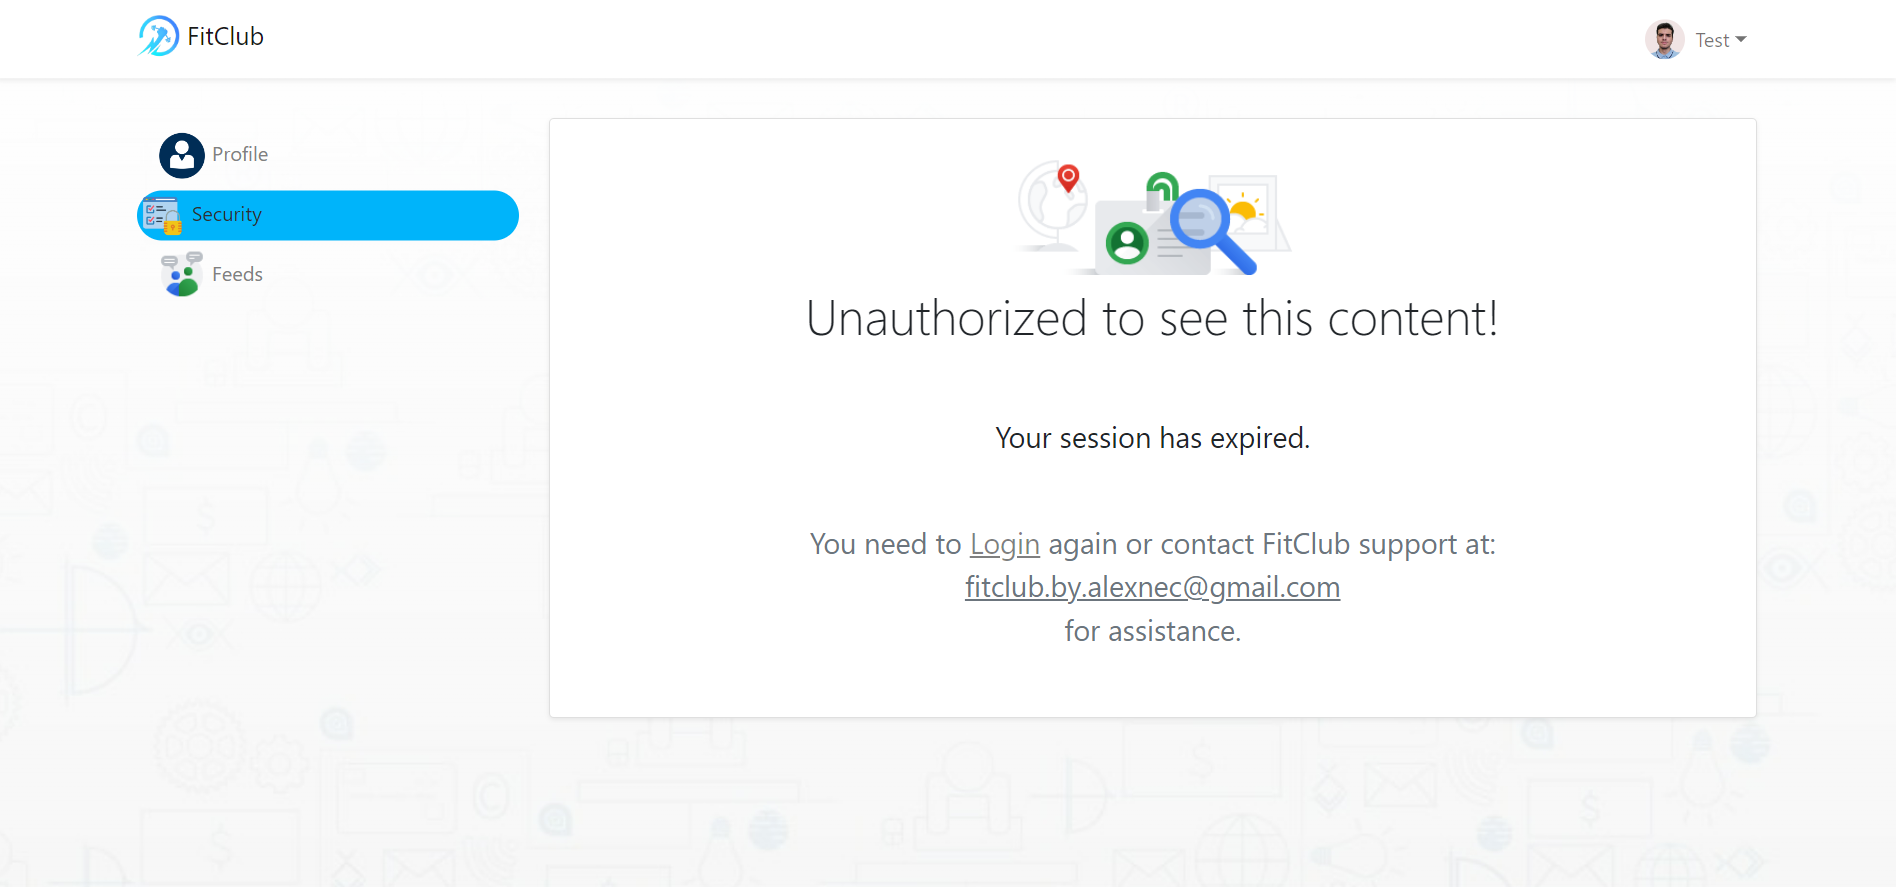 FitClub
Test
Profile
Security
Feeds
Unauthorized to see this content!
Your session has expired.
You need to Login again or contact FitClub support at:
fitclub.by.alexnec@gmail.com
for assistance.